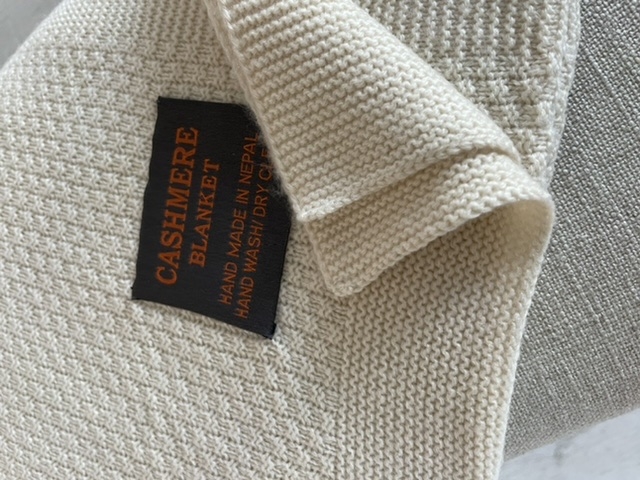 CASHMERE
BLANKET
HAND MADE IN NEPAL
HAND WASH/DRY